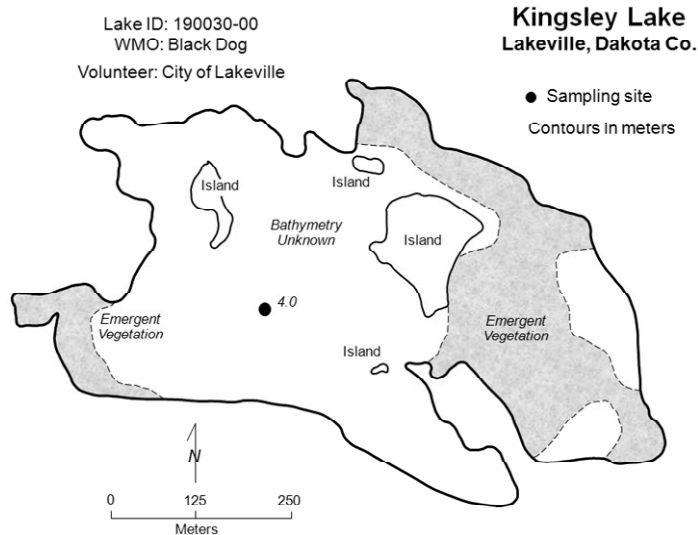 Lake ID: 190030-00
WMO: Black Dog
Volunteer: City of Lakeville
Kingsley Lake
Lakeville, Dakota Co.
Sampling site
Contours in meters
Island
Island
Bathymetry
Unknown
Island
4.0
Emergent
Vegetation
Emergent
Vegetation
Island
N
0 125 250
Meters